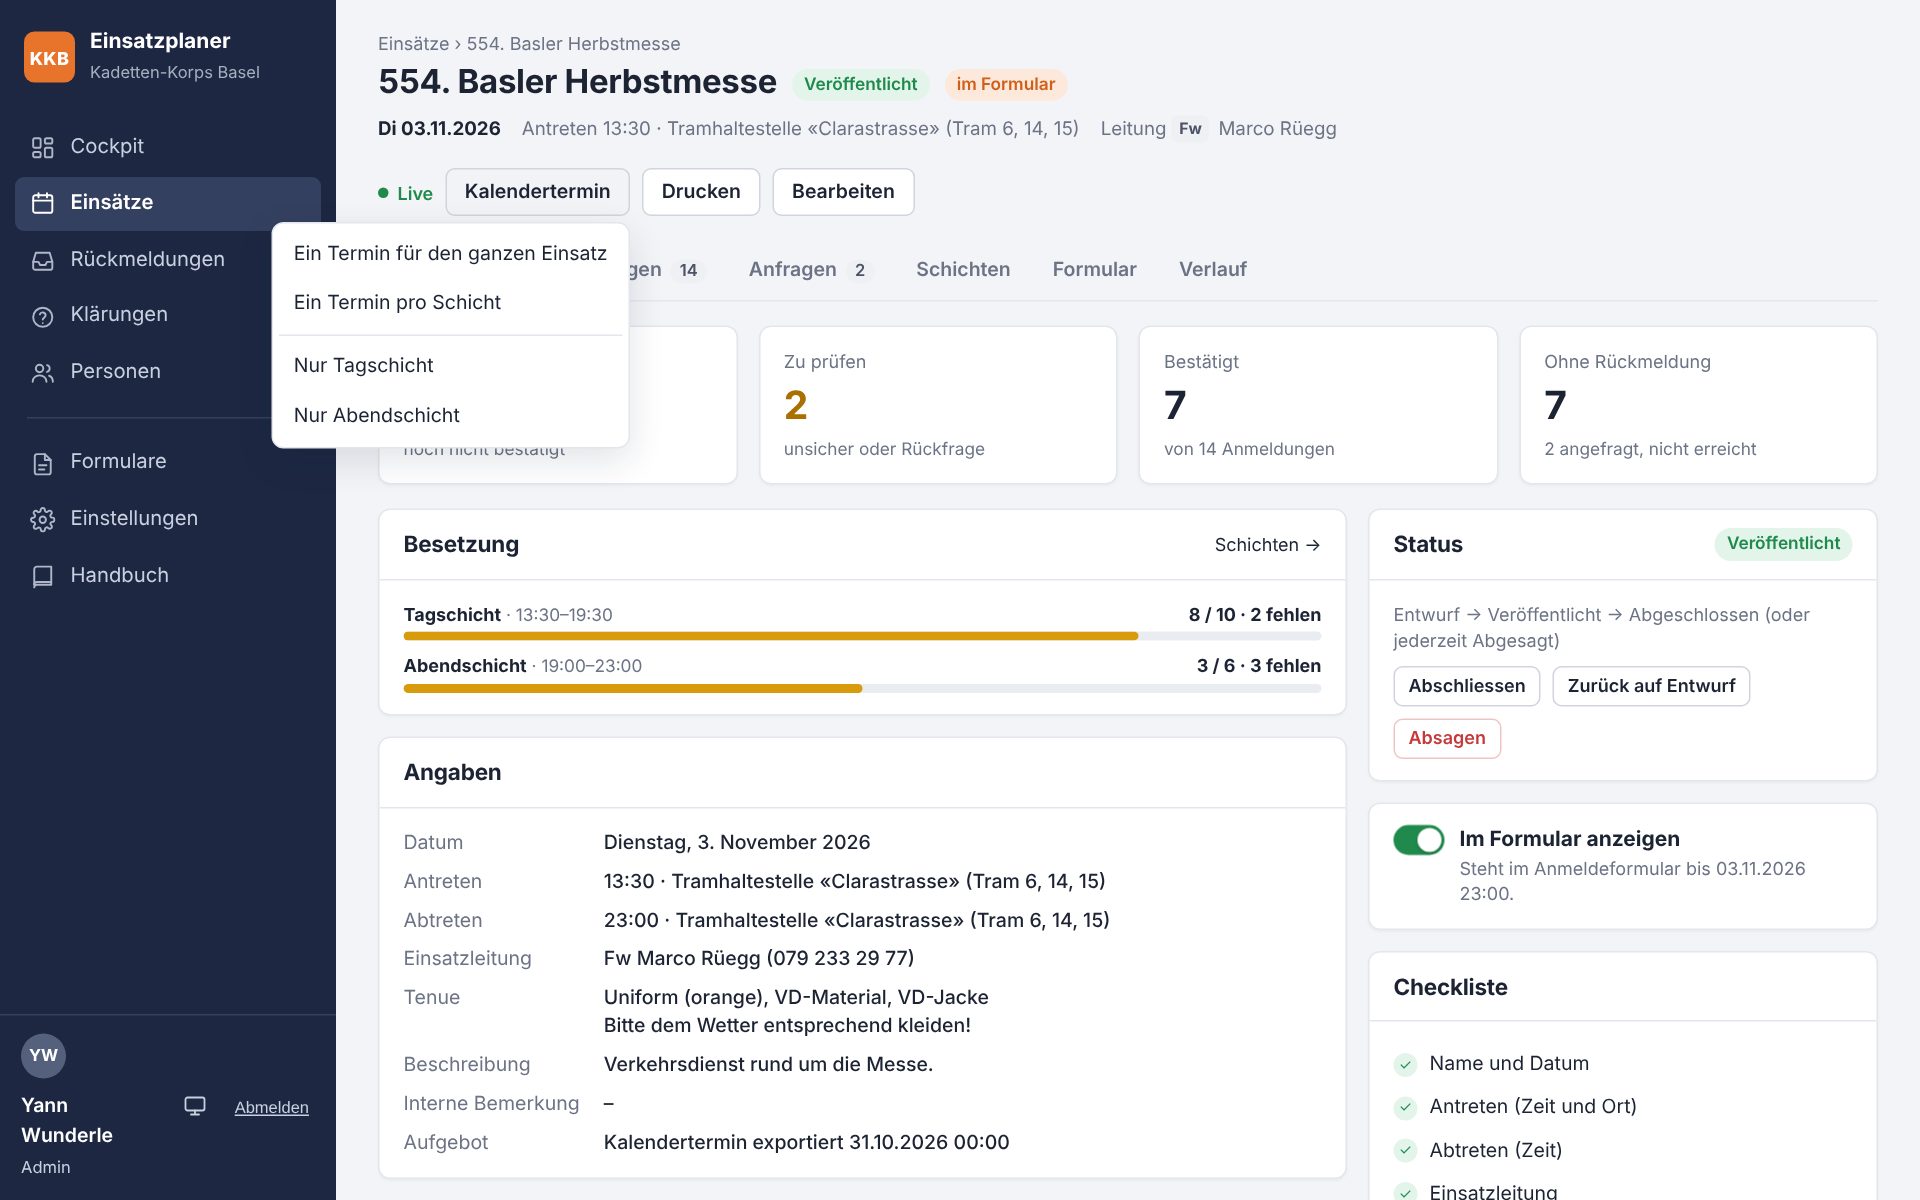 KKB
Einsatzplaner
Kadetten-Korps Basel
Cockpit
Einsätze
Rückmeldungen
Klärungen
Personen
Formulare
Einstellungen
Handbuch
YW
Yann
Wunderle
Admin
Abmelden
Einsätze › 554. Basler Herbstmesse
554. Basler Herbstmesse Veröffentlicht im Formular
Di 03.11.2026 Antreten 13:30 · Tramhaltestelle «Clarastrasse» (Tram 6, 14, 15) Leitung Fw Marco Rüegg
Live Kalendertermin Drucken Bearbeiten
Ein Termin für den ganzen Einsatz
Ein Termin pro Schicht
Nur Tagschicht
Nur Abendschicht
gen 14 Anfragen 2 Schichten Formular Verlauf
noch nicht bestätigt
Zu prüfen
2
unsicher oder Rückfrage
Bestätigt
7
von 14 Anmeldungen
Ohne Rückmeldung
7
2 angefragt, nicht erreicht
Besetzung Schichten →
Tagschicht · 13:30–19:30 8 / 10 · 2 fehlen
Abendschicht · 19:00–23:00 3 / 6 · 3 fehlen
Angaben
Datum Dienstag, 3. November 2026
Antreten 13:30 · Tramhaltestelle «Clarastrasse» (Tram 6, 14, 15)
Abtreten 23:00 · Tramhaltestelle «Clarastrasse» (Tram 6, 14, 15)
Einsatzleitung Fw Marco Rüegg (079 233 29 77)
Tenue Uniform (orange), VD-Material, VD-Jacke
Bitte dem Wetter entsprechend kleiden!
Beschreibung Verkehrsdienst rund um die Messe.
Interne Bemerkung –
Aufgebot Kalendertermin exportiert 31.10.2026 00:00
Status Veröffentlicht
Entwurf → Veröffentlicht → Abgeschlossen (oder
jederzeit Abgesagt)
Abschliessen Zurück auf Entwurf
Absagen
Im Formular anzeigen
Steht im Anmeldeformular bis 03.11.2026
23:00.
Checkliste
Name und Datum
Antreten (Zeit und Ort)
Abtreten (Zeit)
Einsatzleitung